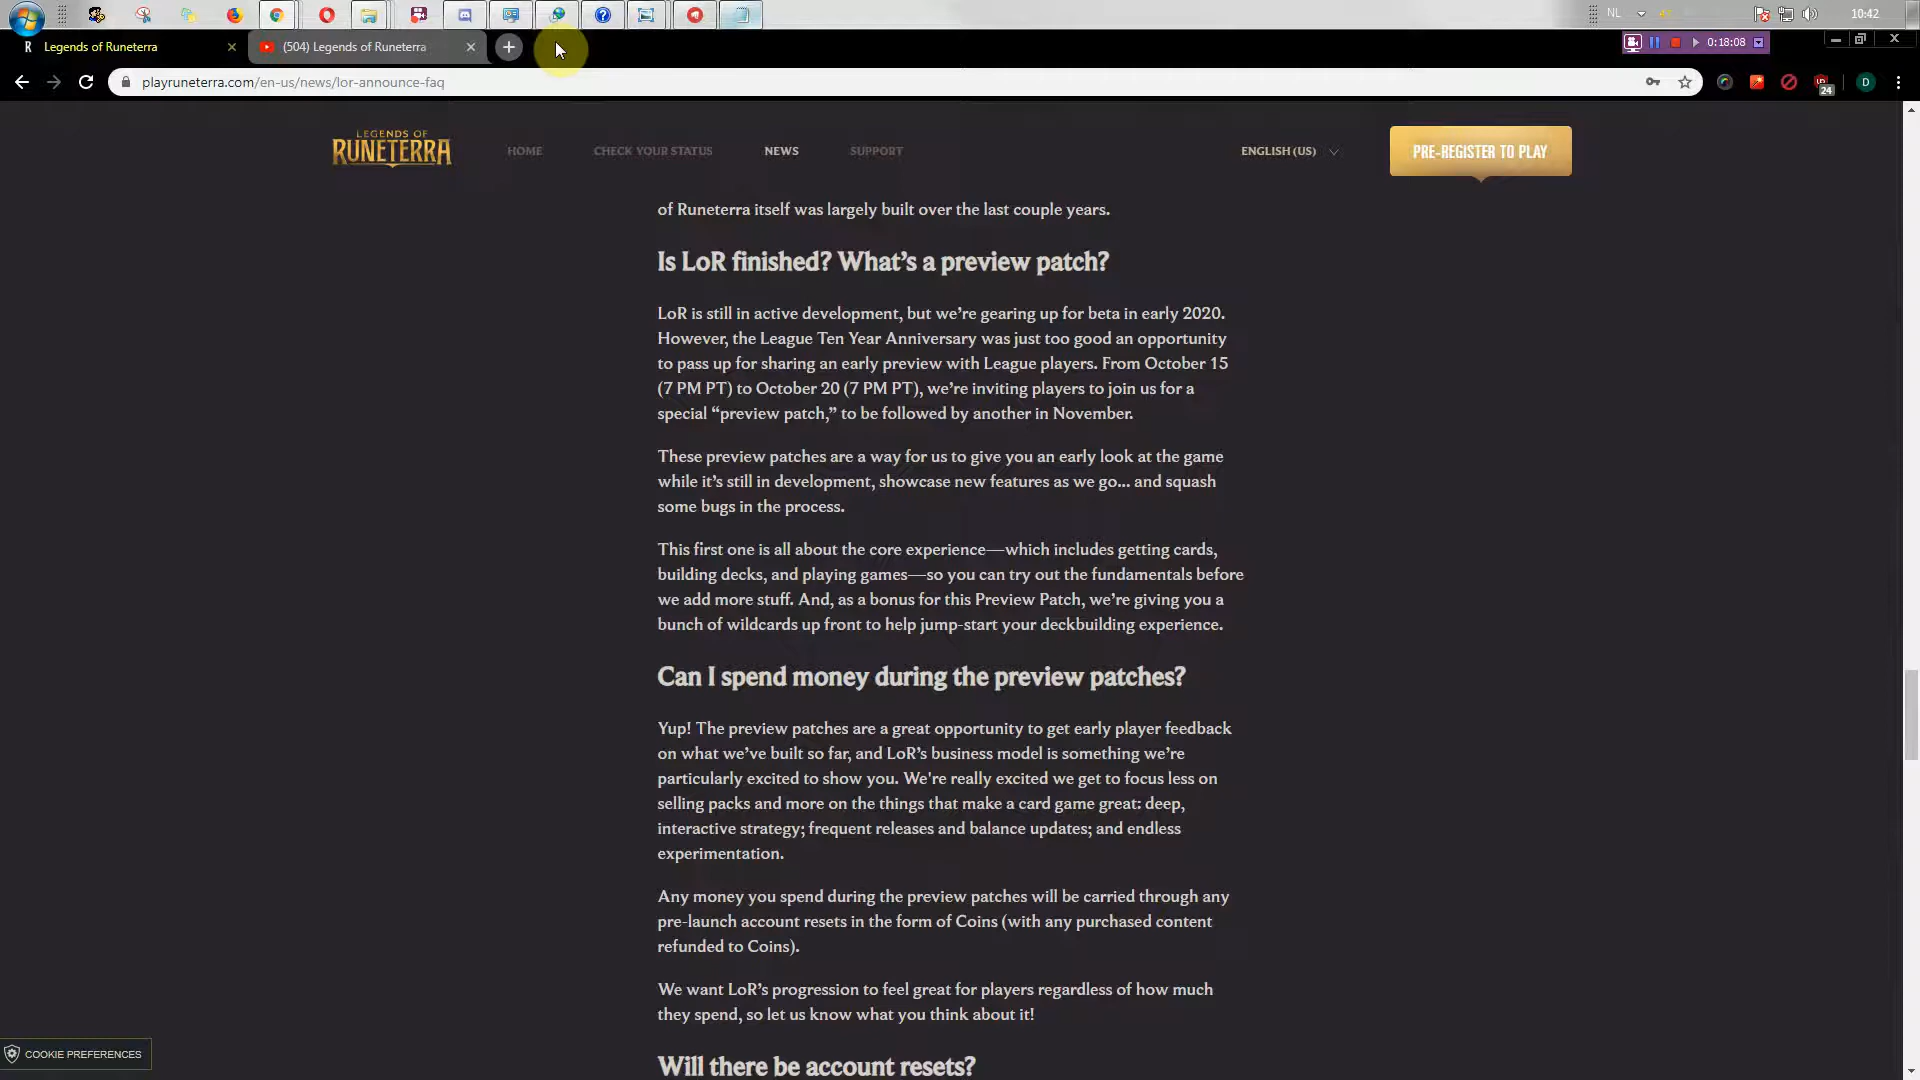 NL
10:42
Legends of Runeterra
(504) Legends of Runeterra
0:18:08
playruneterra.com/en-us/news/lor-announce-faq
24
D
LEGENDS OF
RUNETERRA
HOME
CHECK YOUR STATUS
NEWS
SUPPORT
ENGLISH (US)
PRE-REGISTER TO PLAY
of Runeterra itself was largely built over the last couple years.
Is LoR finished? What’s a preview patch?
LoR is still in active development, but we’re gearing up for beta in early 2020.
However, the League Ten Year Anniversary was just too good an opportunity
to pass up for sharing an early preview with League players. From October 15
(7 PM PT) to October 20 (7 PM PT), we’re inviting players to join us for a
special “preview patch,” to be followed by another in November.
These preview patches are a way for us to give you an early look at the game
while it’s still in development, showcase new features as we go... and squash
some bugs in the process.
This first one is all about the core experience—which includes getting cards,
building decks, and playing games—so you can try out the fundamentals before
we add more stuff. And, as a bonus for this Preview Patch, we’re giving you a
bunch of wildcards up front to help jump-start your deckbuilding experience.
Can I spend money during the preview patches?
Yup! The preview patches are a great opportunity to get early player feedback
on what we’ve built so far, and LoR’s business model is something we’re
particularly excited to show you. We're really excited we get to focus less on
selling packs and more on the things that make a card game great: deep,
interactive strategy; frequent releases and balance updates; and endless
experimentation.
Any money you spend during the preview patches will be carried through any
pre-launch account resets in the form of Coins (with any purchased content
refunded to Coins).
We want LoR’s progression to feel great for players regardless of how much
they spend, so let us know what you think about it!
Will there be account resets?
COOKIE PREFERENCES